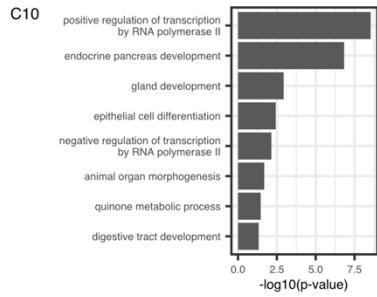 C10
positive regulation of transcription
by RNA polymerase II
endocrine pancreas development
gland development
epithelial cell differentiation
negative regulation of transcription
by RNA polymerase II
animal organ morphogenesis
quinone metabolic process
digestive tract development
0.0 2.5 5.0 7.5
-log10(p-value)